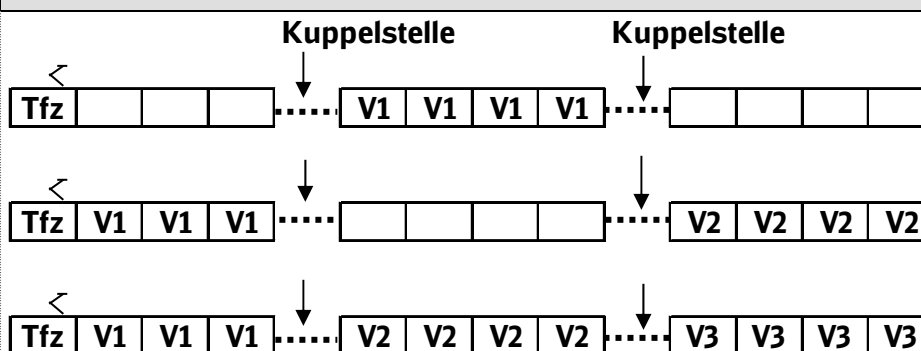 Kuppelstelle Kuppelstelle
Tfz V1 V1 V1 V1
Tfz V1 V1 V1 V2 V2 V2 V2
Tfz V1 V1 V1 V2 V2 V2 V2 V3 V3 V3 V3